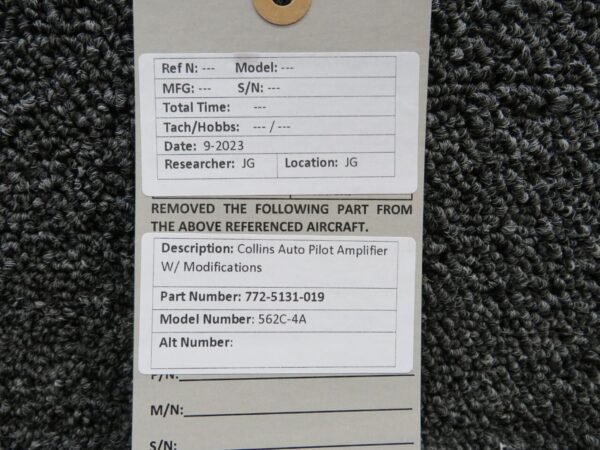 Ref N: --- Model: ---
MFG: --- S/N: ---
Total Time: ---
Tach/Hobbs: --- / ---
Date: 9-2023
Researcher: JG Location: JG
REMOVED THE FOLLOWING PART FROM
THE ABOVE REFERENCED AIRCRAFT.
Description: Collins Auto Pilot Amplifier
W/ Modifications
Part Number: 772-5131-019
Model Number: 562C-4A
Alt Number:
P/N:
M/N:
S/N: